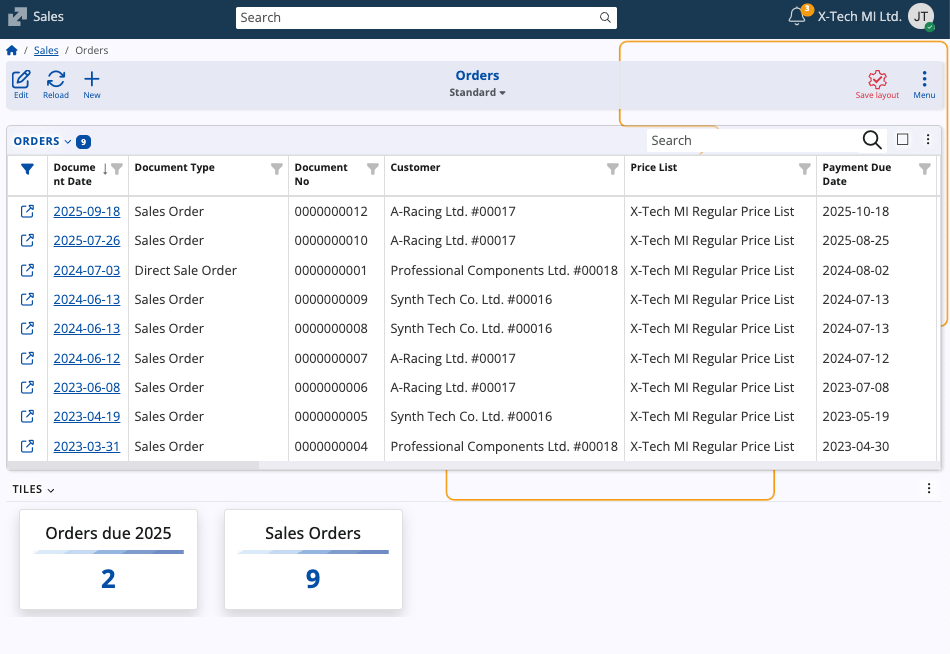 Sales Search 3 X-Tech MI Ltd. JT
/ Sales / Orders
Edit Reload New Orders Standard Save layout Menu
ORDERS 9 Search
Docume nt Date Document Type Document No Customer Price List Payment Due Date
2025-09-18 Sales Order 0000000012 A-Racing Ltd. #00017 X-Tech MI Regular Price List 2025-10-18
2025-07-26 Sales Order 0000000010 A-Racing Ltd. #00017 X-Tech MI Regular Price List 2025-08-25
2024-07-03 Direct Sale Order 0000000001 Professional Components Ltd. #00018 X-Tech MI Regular Price List 2024-08-02
2024-06-13 Sales Order 0000000009 Synth Tech Co. Ltd. #00016 X-Tech MI Regular Price List 2024-07-13
2024-06-13 Sales Order 0000000008 Synth Tech Co. Ltd. #00016 X-Tech MI Regular Price List 2024-07-13
2024-06-12 Sales Order 0000000007 A-Racing Ltd. #00017 X-Tech MI Regular Price List 2024-07-12
2023-06-08 Sales Order 0000000006 A-Racing Ltd. #00017 X-Tech MI Regular Price List 2023-07-08
2023-04-19 Sales Order 0000000005 Synth Tech Co. Ltd. #00016 X-Tech MI Regular Price List 2023-05-19
2023-03-31 Sales Order 0000000004 Professional Components Ltd. #00018 X-Tech MI Regular Price List 2023-04-30
TILES
Orders due 2025 Sales Orders
2 9